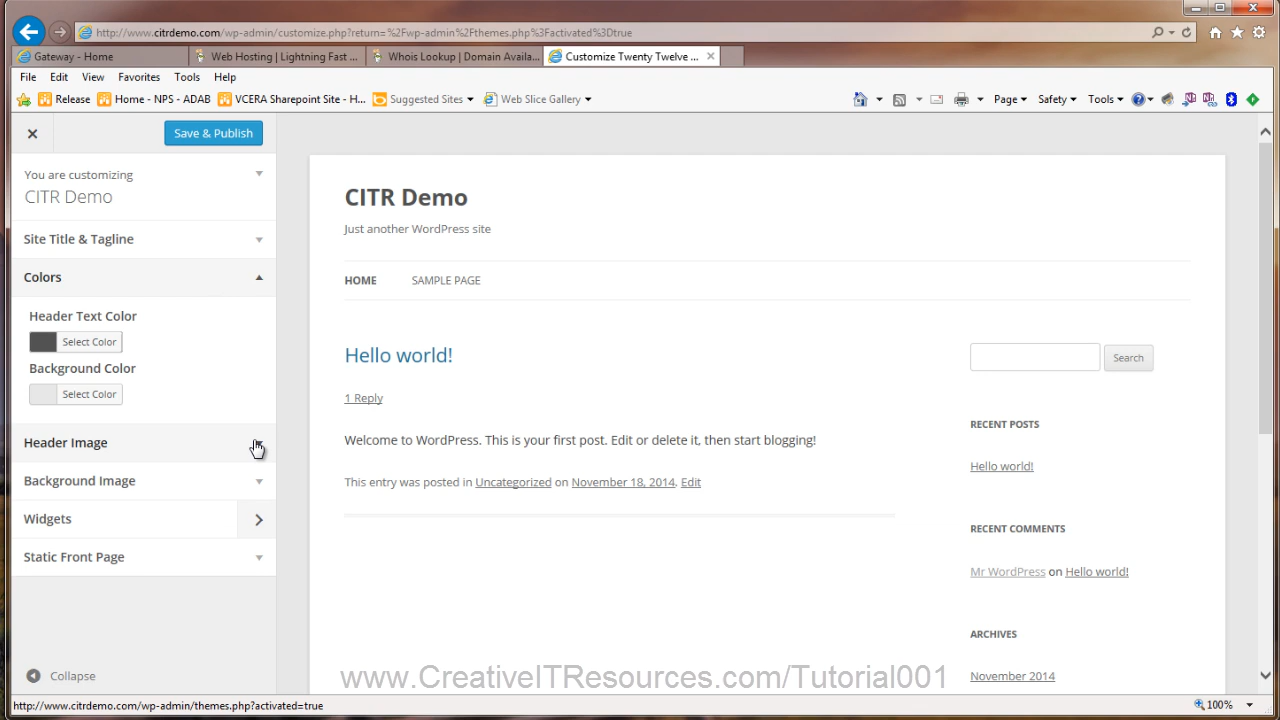 http://www.citrdemo.com/wp-admin/customize.php?return=%2Fwp-admin%2Fthemes.php%3Factivated%3Dtrue
Gateway - Home
Web Hosting | Lightning Fast ...
Whois Lookup | Domain Availa...
Customize Twenty Twelve ...
File Edit View Favorites Tools Help
Release Home - NPS - ADAB VCERA Sharepoint Site - H... Suggested Sites Web Slice Gallery
Page Safety Tools
Save & Publish
You are customizing
CITR Demo
Site Title & Tagline
Colors
Header Text Color
Select Color
Background Color
Select Color
Header Image
Background Image
Widgets
Static Front Page
Collapse
CITR Demo
Just another WordPress site
HOME SAMPLE PAGE
Hello world!
1 Reply
Welcome to WordPress. This is your first post. Edit or delete it, then start blogging!
This entry was posted in Uncategorized on November 18, 2014. Edit
Search
RECENT POSTS
Hello world!
RECENT COMMENTS
Mr WordPress on Hello world!
ARCHIVES
November 2014
www.CreativeITResources.com/Tutorial001
http://www.citrdemo.com/wp-admin/themes.php?activated=true
100%